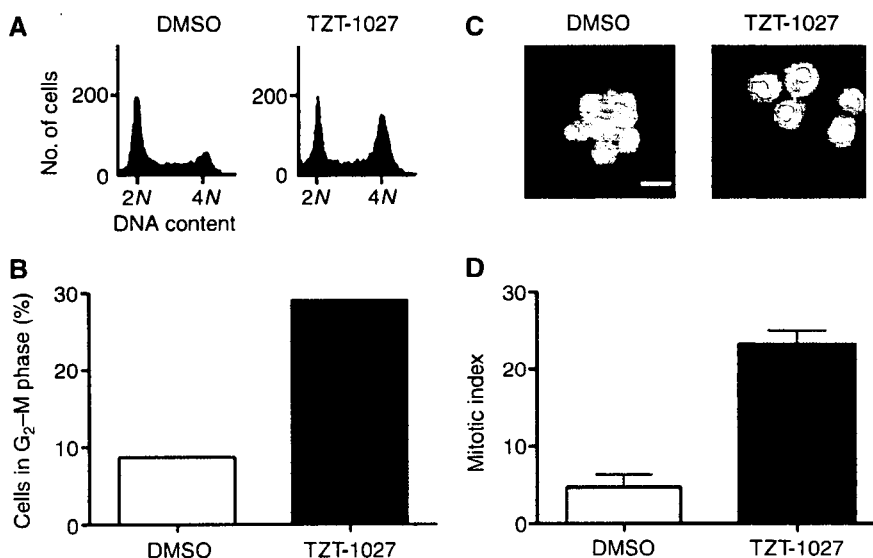 A
DMSO
TZT-1027
No. of cells
200
0
2N
4N
DNA content
200
0
2N
4N
C
DMSO
TZT-1027
B
Cells in G₂–M phase (%)
30
20
10
0
DMSO
TZT-1027
D
Mitotic index
30
20
10
0
DMSO
TZT-1027